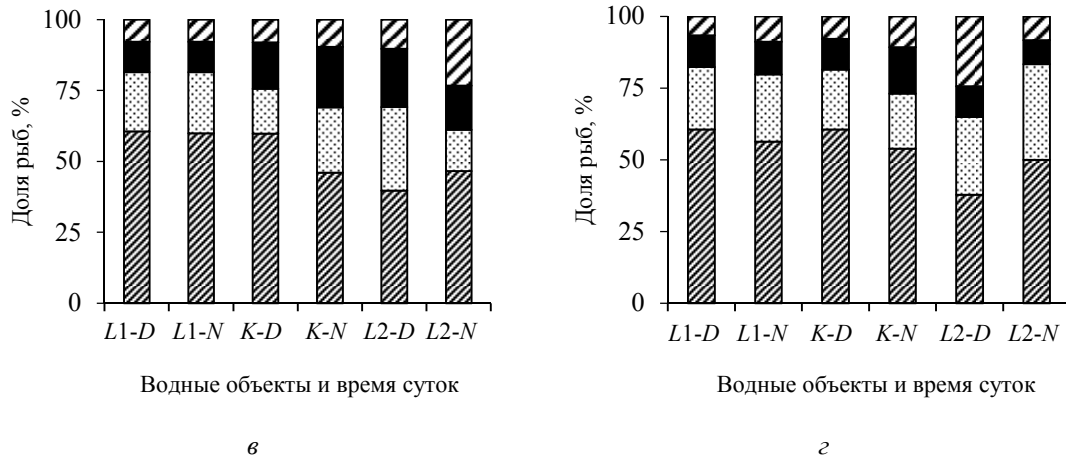 100
75
50
25
0
Доля рыб, %
L1-D L1-N K-D K-N L2-D L2-N
Водные объекты и время суток
в
100
75
50
25
0
Доля рыб, %
L1-D L1-N K-D K-N L2-D L2-N
Водные объекты и время суток
г